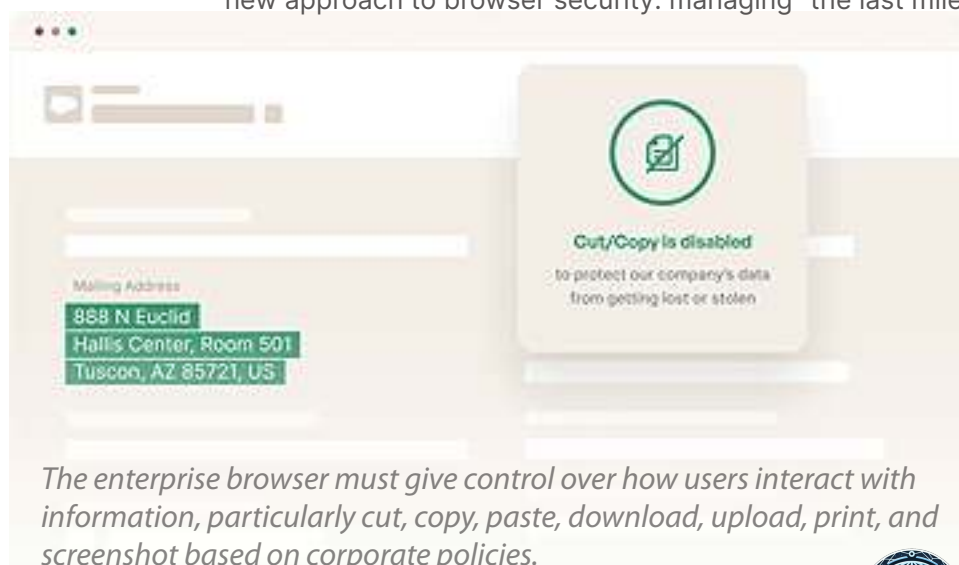 new approach to browser security: managing "the last mile
Cut/Copy is disabled
to protect our company's data
from getting lost or stolen
Mailing Address
888 N Euclid
Hallis Center, Room 501
Tuscon, AZ 85721, US
The enterprise browser must give control over how users interact with
information, particularly cut, copy, paste, download, upload, print, and
screenshot based on corporate policies.